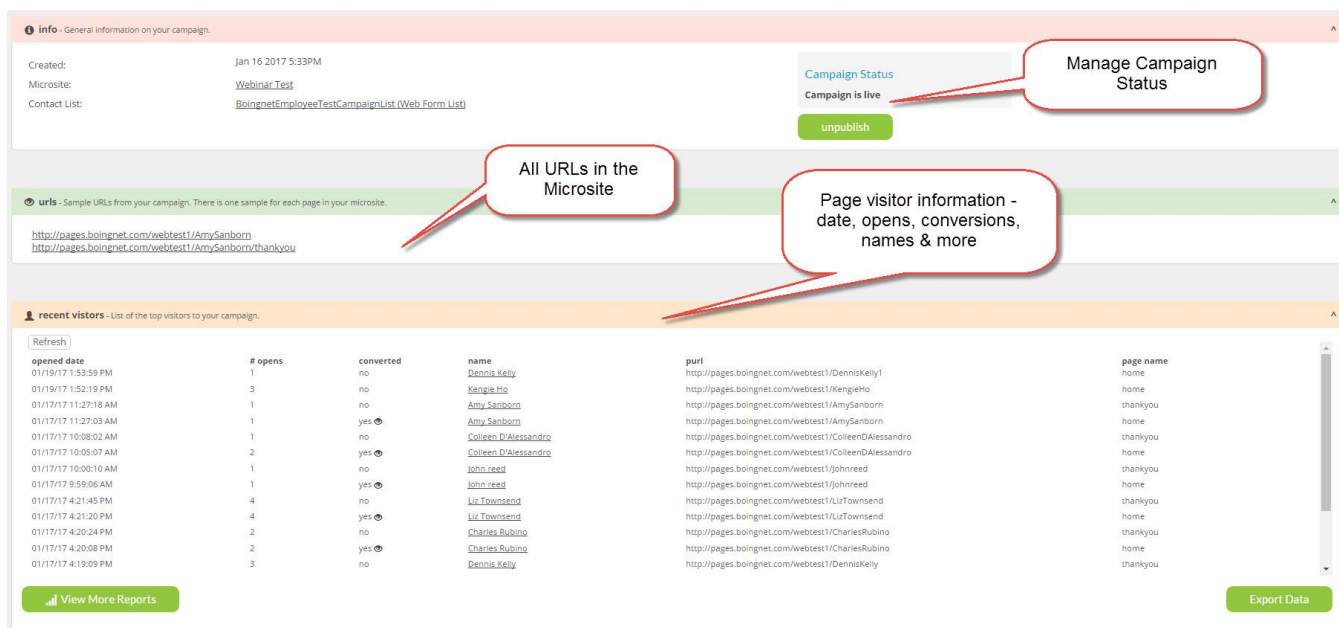 info - General information on your campaign.
^
Created: Jan 16 2017 5:33PM
Microsite: Webinar Test
Contact List: BoingnetEmployeeTestCampaignList (Web Form List)
Campaign Status
Campaign is live
unpublish
Manage Campaign
Status
All URLs in the
Microsite
urls - Sample URLs from your campaign. There is one sample for each page in your microsite.
^
http://pages.boingnet.com/webtest1/AmySanborn
http://pages.boingnet.com/webtest1/AmySanborn/thankyou
Page visitor information -
date, opens, conversions,
names & more
recent vistors - List of the top visitors to your campaign.
^
Refresh
opened date # opens converted name purl page name
01/19/17 1:53:59 PM 1 no Dennis Kelly http://pages.boingnet.com/webtest1/DennisKelly1 home
01/19/17 1:52:19 PM 3 no Kengie Ho http://pages.boingnet.com/webtest1/KengieHo home
01/17/17 11:27:18 AM 1 no Amy Sanborn http://pages.boingnet.com/webtest1/AmySanborn thankyou
01/17/17 11:27:03 AM 1 yes Amy Sanborn http://pages.boingnet.com/webtest1/AmySanborn home
01/17/17 10:08:02 AM 1 no Colleen D'Alessandro http://pages.boingnet.com/webtest1/ColleenDAlessandro thankyou
01/17/17 10:05:07 AM 2 yes Colleen D'Alessandro http://pages.boingnet.com/webtest1/ColleenDAlessandro home
01/17/17 10:00:10 AM 1 no John reed http://pages.boingnet.com/webtest1/Johnreed thankyou
01/17/17 9:59:06 AM 1 yes John reed http://pages.boingnet.com/webtest1/Johnreed home
01/17/17 4:21:45 PM 4 no Liz Townsend http://pages.boingnet.com/webtest1/LizTownsend thankyou
01/17/17 4:21:20 PM 4 yes Liz Townsend http://pages.boingnet.com/webtest1/LizTownsend home
01/17/17 4:20:24 PM 2 no Charles Rubino http://pages.boingnet.com/webtest1/CharlesRubino thankyou
01/17/17 4:20:08 PM 2 yes Charles Rubino http://pages.boingnet.com/webtest1/CharlesRubino home
01/17/17 4:19:09 PM 3 no Dennis Kelly http://pages.boingnet.com/webtest1/DennisKelly thankyou
View More Reports
Export Data